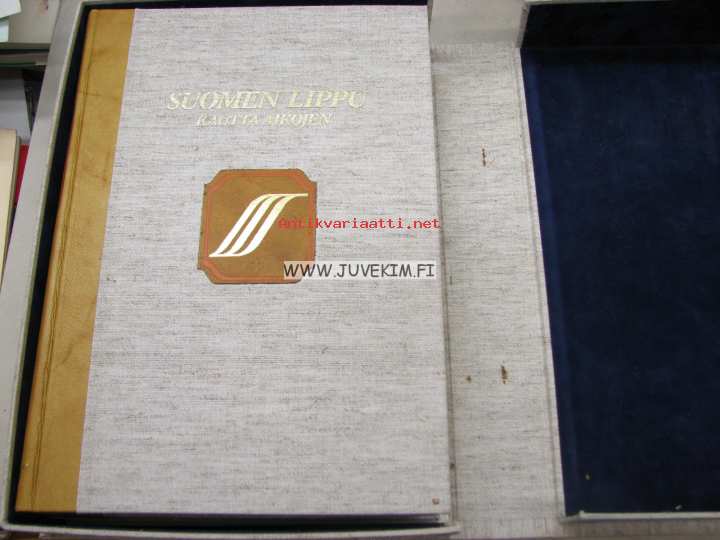 SUOMEN LIPPU
KAUTTA AIKOJEN
Antikvariaatti.net
WWW.JUVEKIM.FI